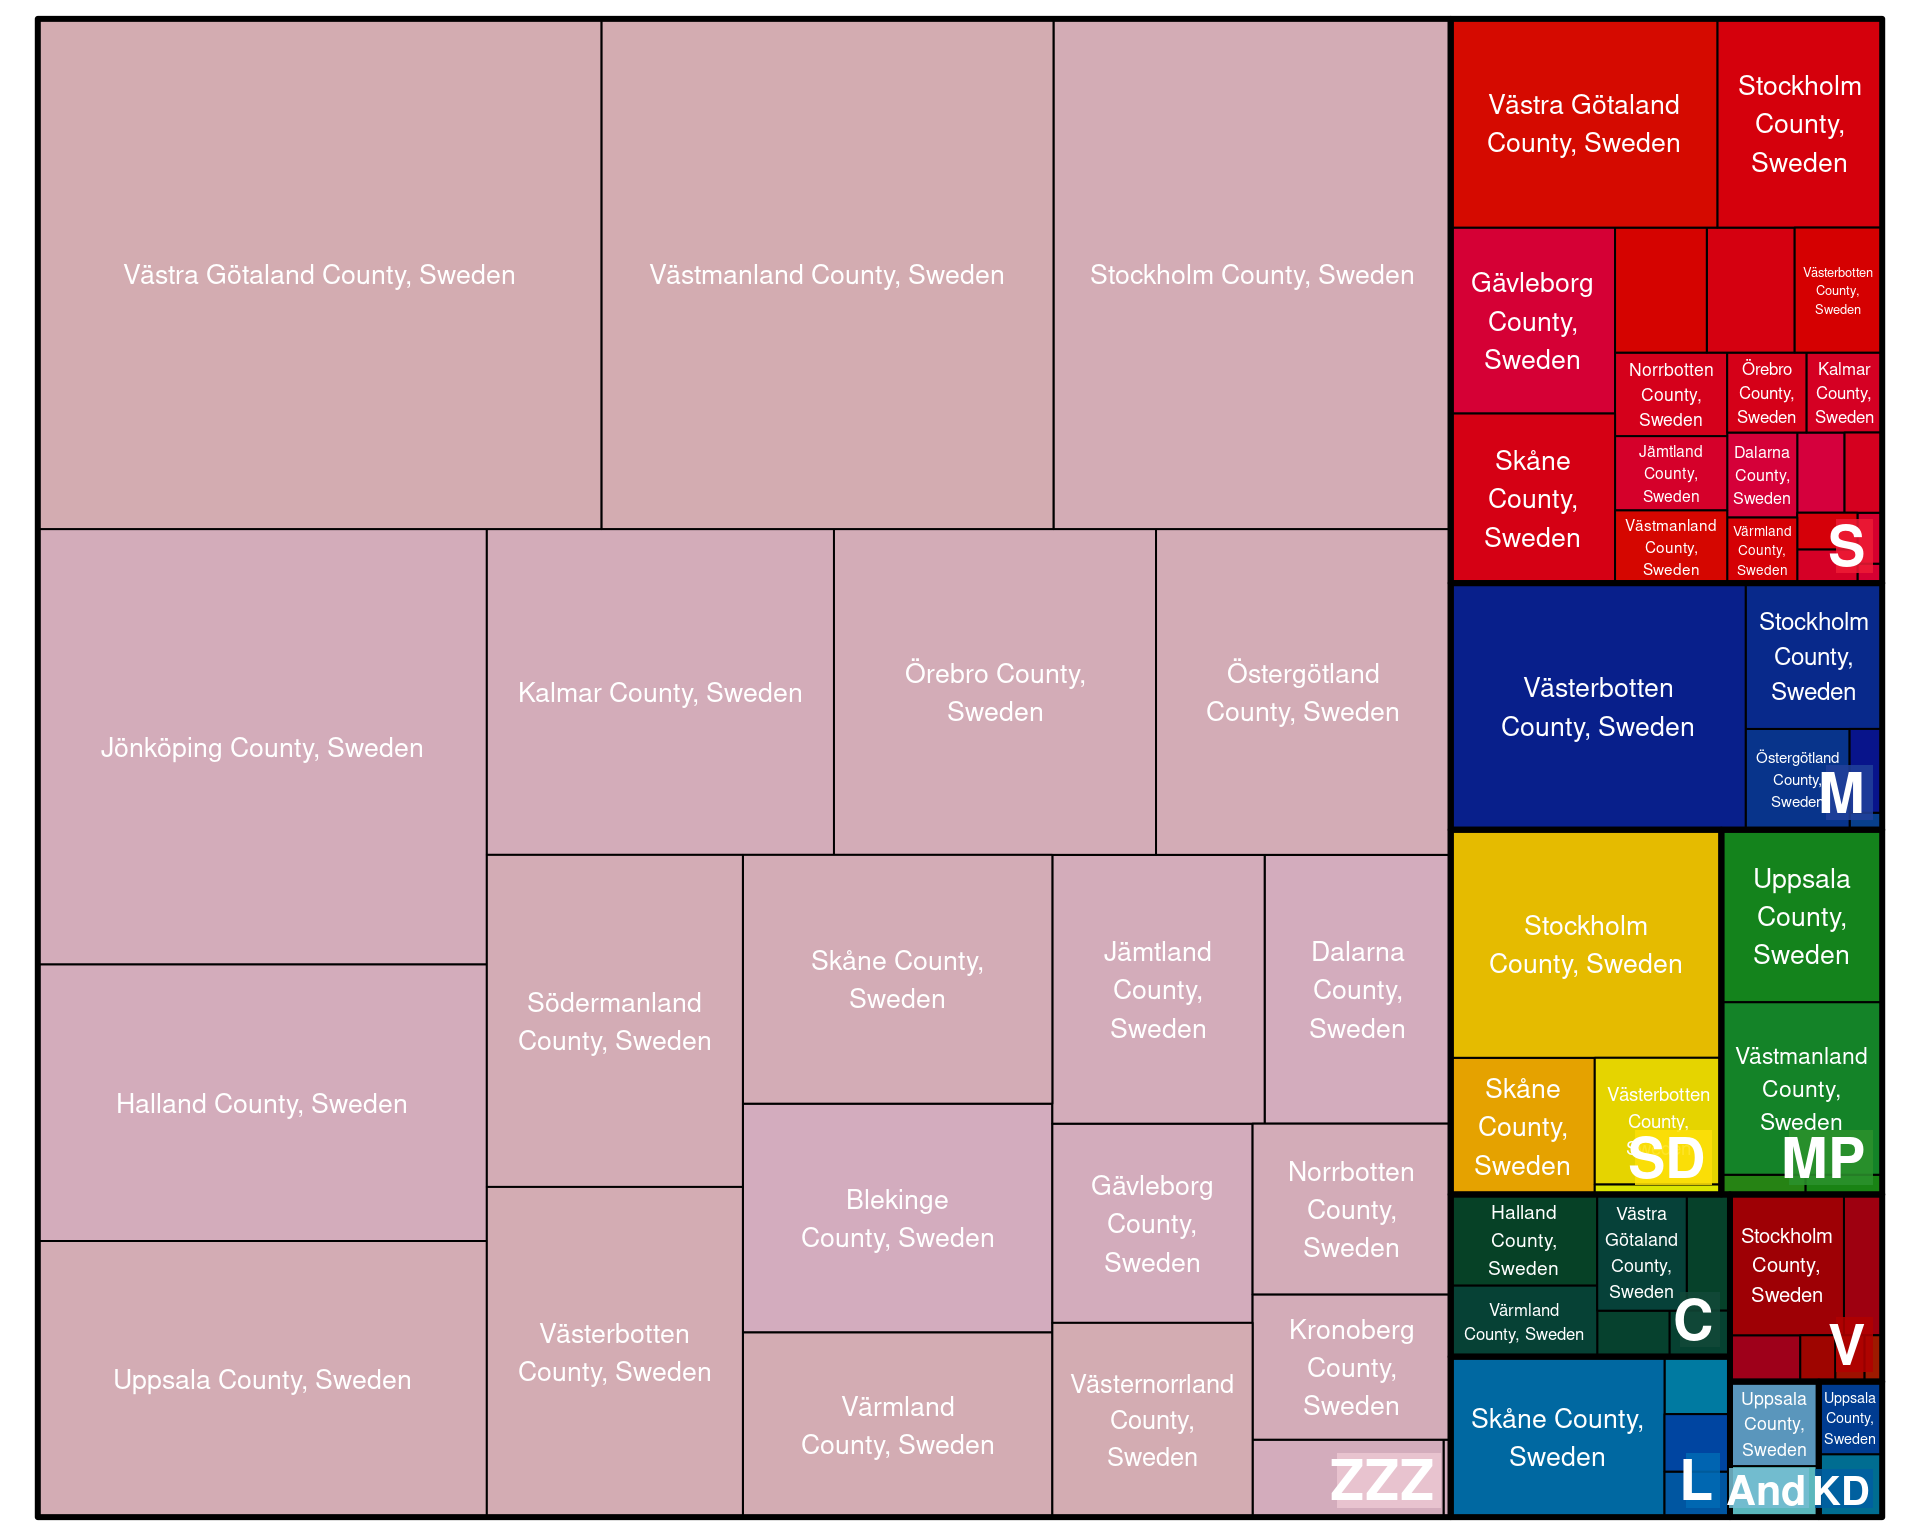 Västra Götaland County, Sweden
Västmanland County, Sweden
Stockholm County, Sweden
Jönköping County, Sweden
Kalmar County, Sweden
Örebro County,
Sweden
Östergötland
County, Sweden
Halland County, Sweden
Uppsala County, Sweden
Södermanland
County, Sweden
Skåne County,
Sweden
Jämtland
County,
Sweden
Dalarna
County,
Sweden
Blekinge
County, Sweden
Västerbotten
County, Sweden
Värmland
County, Sweden
Gävleborg
County,
Sweden
Norrbotten
County,
Sweden
Västernorrland
County,
Sweden
Kronoberg
County,
Sweden
ZZZ
Västra Götaland
County, Sweden
Stockholm
County,
Sweden
Gävleborg
County,
Sweden
Västerbotten
County,
Sweden
Skåne
County,
Sweden
Norrbotten
County,
Sweden
Örebro
County,
Sweden
Kalmar
County,
Sweden
Jämtland
County,
Sweden
Dalarna
County,
Sweden
Västmanland
County,
Sweden
Värmland
County,
Sweden
S
Västerbotten
County, Sweden
Stockholm
County,
Sweden
Östergötland
County,
Sweden
M
Stockholm
County, Sweden
Skåne
County,
Sweden
Västerbotten
County,
SD
Uppsala
County,
Sweden
Västmanland
County,
Sweden
MP
Halland
County,
Sweden
Västra
Götaland
County,
Sweden
Värmland
County, Sweden
C
Stockholm
County,
Sweden
V
Skåne County,
Sweden
L
Uppsala
County,
Sweden
And
Uppsala
County,
Sweden
KD